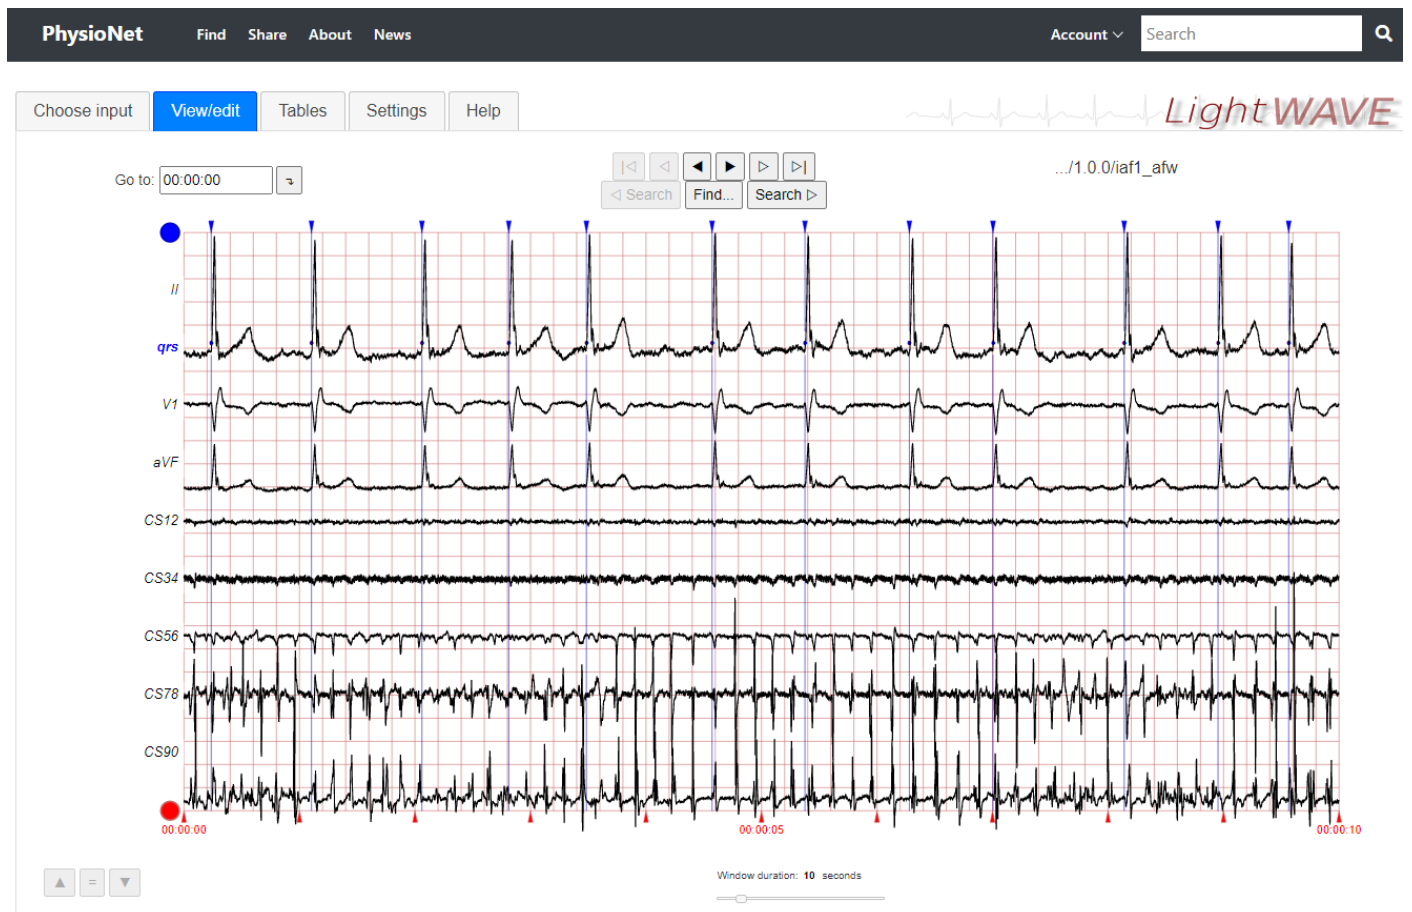 PhysioNet Find Share About News Account Search
Choose input View/edit Tables Settings Help LightWAVE
Go to: 00:00:00 .../1.0.0/iaf1_afw
◁ Search Find... Search ▷
II
qrs
V1
aVF
CS12
CS34
CS56
CS78
CS90
00:00:00 00:00:05 00:00:10
Window duration: 10 seconds
=